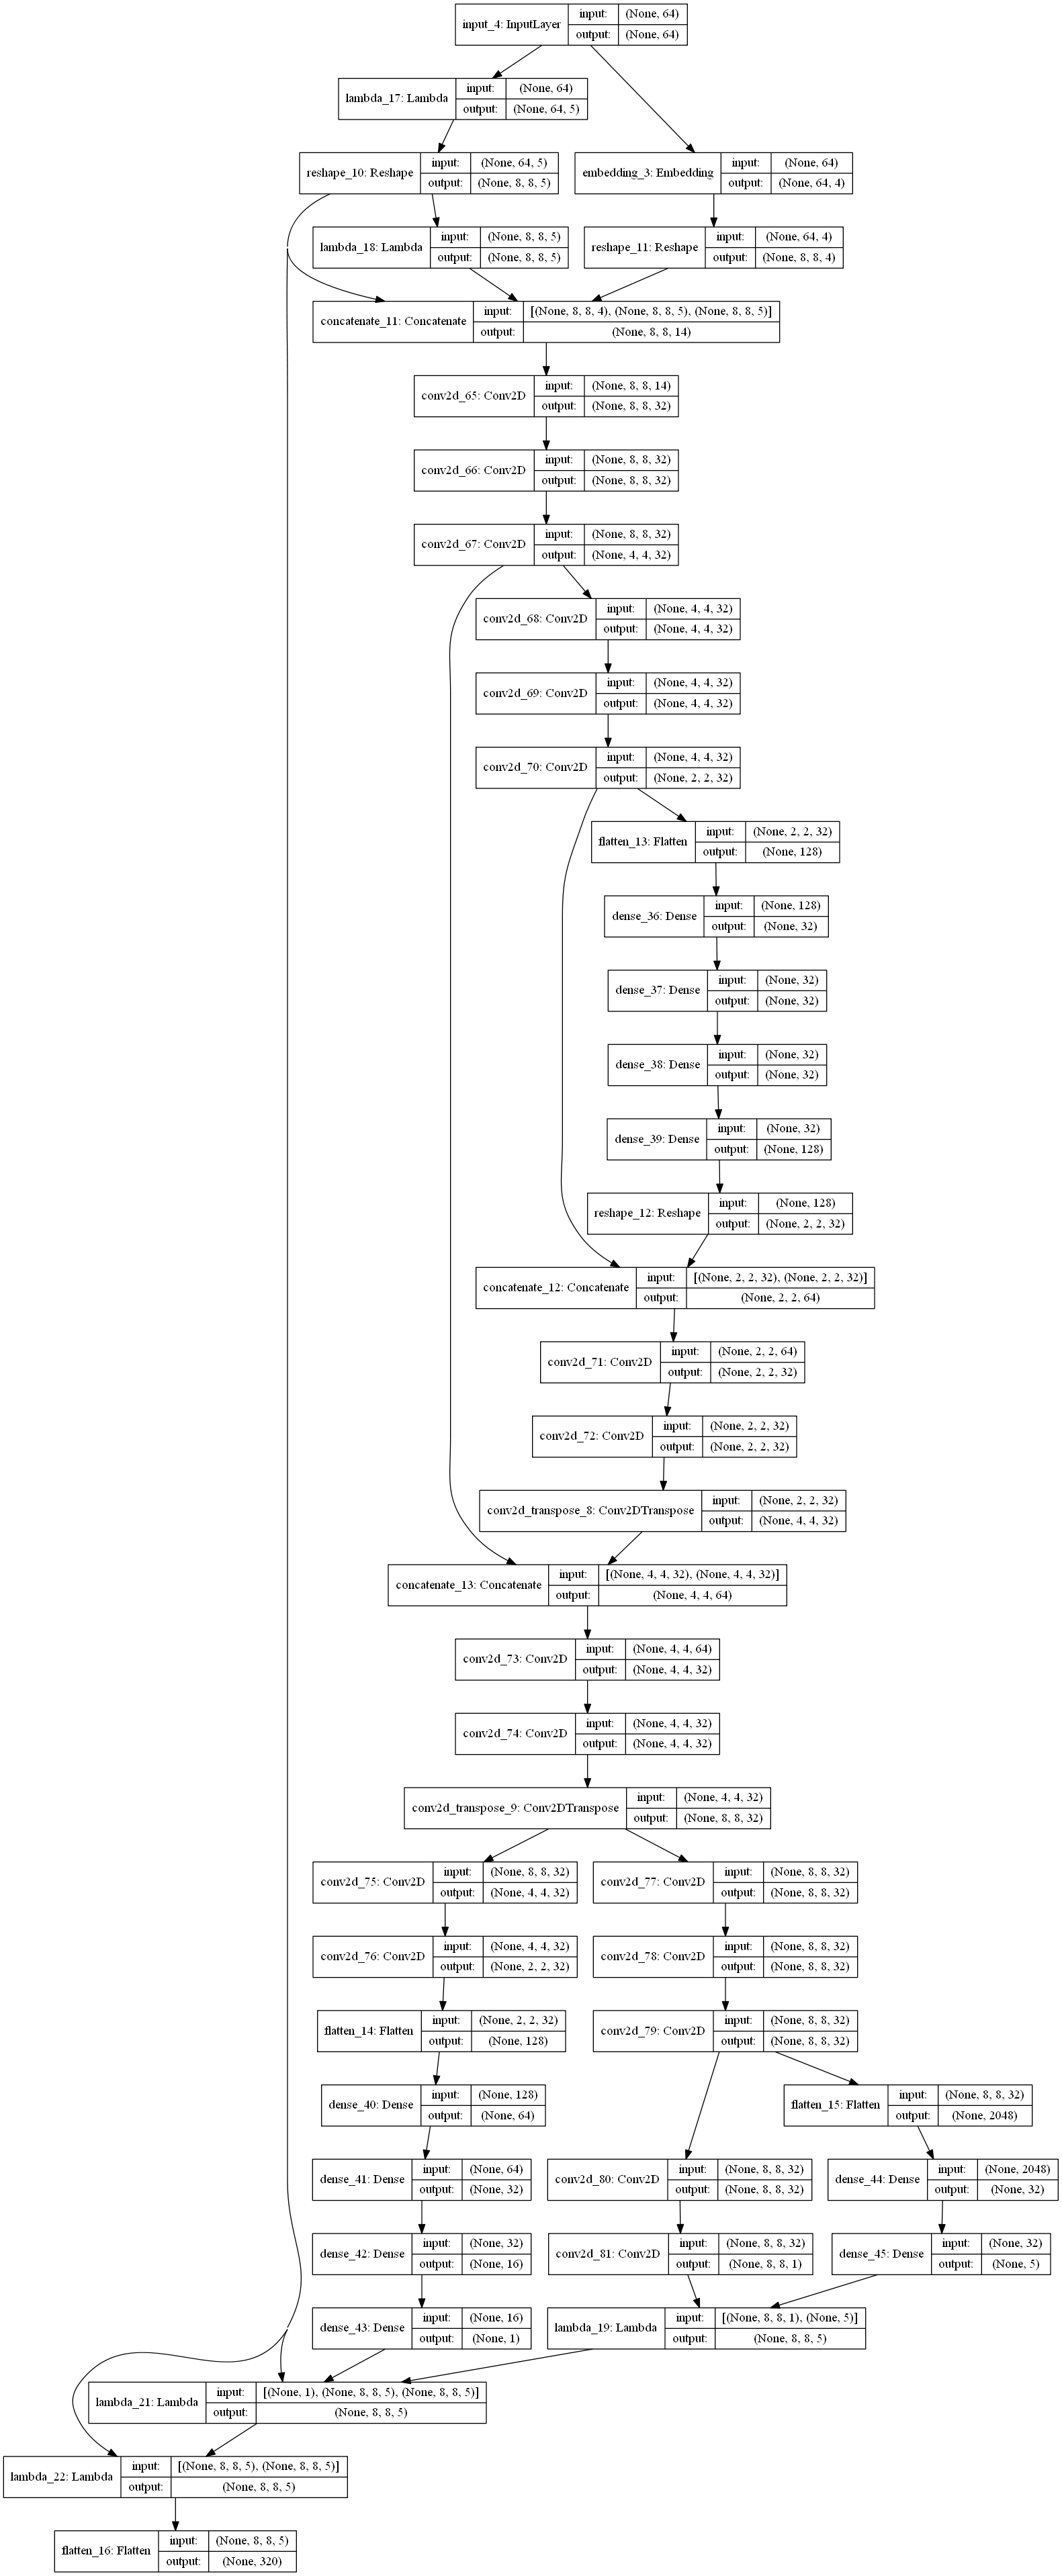 input_4: InputLayer input: (None, 64)
output: (None, 64)
lambda_17: Lambda input: (None, 64)
output: (None, 64, 5)
reshape_10: Reshape input: (None, 64, 5)
output: (None, 8, 8, 5)
embedding_3: Embedding input: (None, 64)
output: (None, 64, 4)
lambda_18: Lambda input: (None, 8, 8, 5)
output: (None, 8, 8, 5)
reshape_11: Reshape input: (None, 64, 4)
output: (None, 8, 8, 4)
concatenate_11: Concatenate input: [(None, 8, 8, 4), (None, 8, 8, 5), (None, 8, 8, 5)]
output: (None, 8, 8, 14)
conv2d_65: Conv2D input: (None, 8, 8, 14)
output: (None, 8, 8, 32)
conv2d_66: Conv2D input: (None, 8, 8, 32)
output: (None, 8, 8, 32)
conv2d_67: Conv2D input: (None, 8, 8, 32)
output: (None, 4, 4, 32)
conv2d_68: Conv2D input: (None, 4, 4, 32)
output: (None, 4, 4, 32)
conv2d_69: Conv2D input: (None, 4, 4, 32)
output: (None, 4, 4, 32)
conv2d_70: Conv2D input: (None, 4, 4, 32)
output: (None, 2, 2, 32)
flatten_13: Flatten input: (None, 2, 2, 32)
output: (None, 128)
dense_36: Dense input: (None, 128)
output: (None, 32)
dense_37: Dense input: (None, 32)
output: (None, 32)
dense_38: Dense input: (None, 32)
output: (None, 32)
dense_39: Dense input: (None, 32)
output: (None, 128)
reshape_12: Reshape input: (None, 128)
output: (None, 2, 2, 32)
concatenate_12: Concatenate input: [(None, 2, 2, 32), (None, 2, 2, 32)]
output: (None, 2, 2, 64)
conv2d_71: Conv2D input: (None, 2, 2, 64)
output: (None, 2, 2, 32)
conv2d_72: Conv2D input: (None, 2, 2, 32)
output: (None, 2, 2, 32)
conv2d_transpose_8: Conv2DTranspose input: (None, 2, 2, 32)
output: (None, 4, 4, 32)
concatenate_13: Concatenate input: [(None, 4, 4, 32), (None, 4, 4, 32)]
output: (None, 4, 4, 64)
conv2d_73: Conv2D input: (None, 4, 4, 64)
output: (None, 4, 4, 32)
conv2d_74: Conv2D input: (None, 4, 4, 32)
output: (None, 4, 4, 32)
conv2d_transpose_9: Conv2DTranspose input: (None, 4, 4, 32)
output: (None, 8, 8, 32)
conv2d_75: Conv2D input: (None, 8, 8, 32)
output: (None, 4, 4, 32)
conv2d_77: Conv2D input: (None, 8, 8, 32)
output: (None, 8, 8, 32)
conv2d_76: Conv2D input: (None, 4, 4, 32)
output: (None, 2, 2, 32)
conv2d_78: Conv2D input: (None, 8, 8, 32)
output: (None, 8, 8, 32)
flatten_14: Flatten input: (None, 2, 2, 32)
output: (None, 128)
conv2d_79: Conv2D input: (None, 8, 8, 32)
output: (None, 8, 8, 32)
dense_40: Dense input: (None, 128)
output: (None, 64)
flatten_15: Flatten input: (None, 8, 8, 32)
output: (None, 2048)
dense_41: Dense input: (None, 64)
output: (None, 32)
conv2d_80: Conv2D input: (None, 8, 8, 32)
output: (None, 8, 8, 32)
dense_44: Dense input: (None, 2048)
output: (None, 32)
dense_42: Dense input: (None, 32)
output: (None, 16)
conv2d_81: Conv2D input: (None, 8, 8, 32)
output: (None, 8, 8, 1)
dense_45: Dense input: (None, 32)
output: (None, 5)
dense_43: Dense input: (None, 16)
output: (None, 1)
lambda_19: Lambda input: [(None, 8, 8, 1), (None, 5)]
output: (None, 8, 8, 5)
lambda_21: Lambda input: [(None, 1), (None, 8, 8, 5), (None, 8, 8, 5)]
output: (None, 8, 8, 5)
lambda_22: Lambda input: [(None, 8, 8, 5), (None, 8, 8, 5)]
output: (None, 8, 8, 5)
flatten_16: Flatten input: (None, 8, 8, 5)
output: (None, 320)